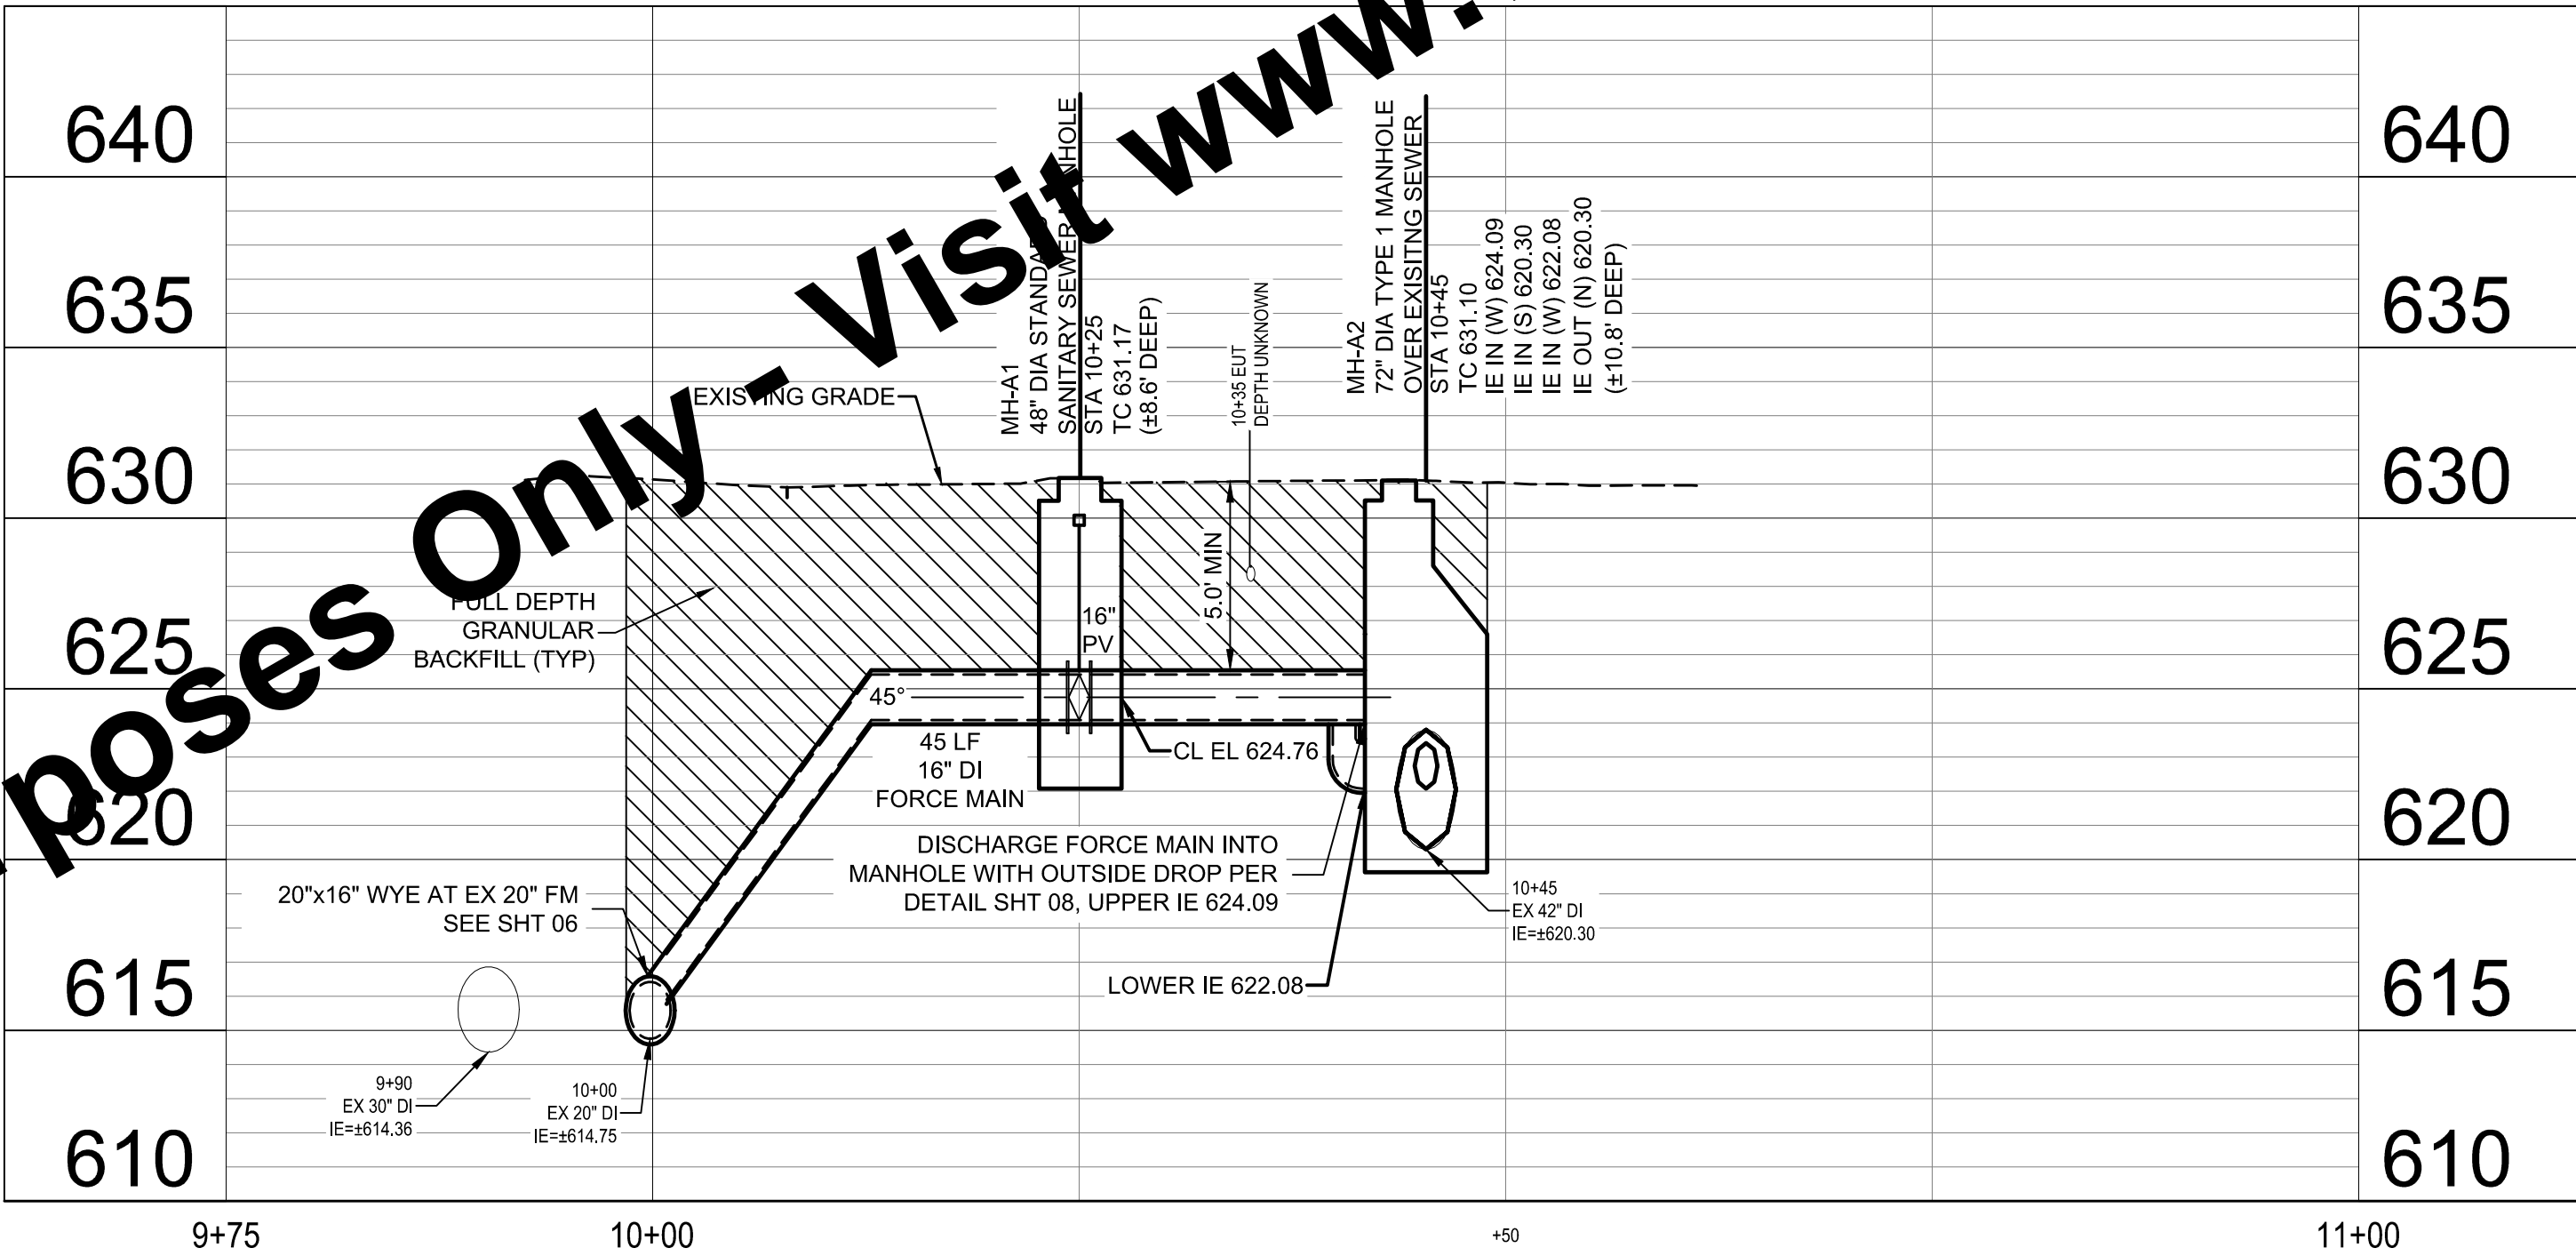 poses Only - Visit www.
640
635
630
625
620
615
610
640
635
630
625
620
615
610
EXISTING GRADE
MH-A1
48" DIA STANDARD
SANITARY SEWER MANHOLE
STA 10+25
TC 631.17
(±8.6' DEEP)
10+35 EUT
DEPTH UNKNOWN
MH-A2
72" DIA TYPE 1 MANHOLE
OVER EXISITNG SEWER
STA 10+45
TC 631.10
IE IN (W) 624.09
IE IN (S) 620.30
IE IN (W) 622.08
IE OUT (N) 620.30
(±10.8' DEEP)
FULL DEPTH
GRANULAR
BACKFILL (TYP)
16"
PV
5.0' MIN
45°
45 LF
16" DI
FORCE MAIN
CL EL 624.76
DISCHARGE FORCE MAIN INTO
MANHOLE WITH OUTSIDE DROP PER
DETAIL SHT 08, UPPER IE 624.09
20"x16" WYE AT EX 20" FM
SEE SHT 06
10+45
EX 42" DI
IE=±620.30
LOWER IE 622.08
9+90
EX 30" DI
IE=±614.36
10+00
EX 20" DI
IE=±614.75
9+75
10+00
+50
11+00